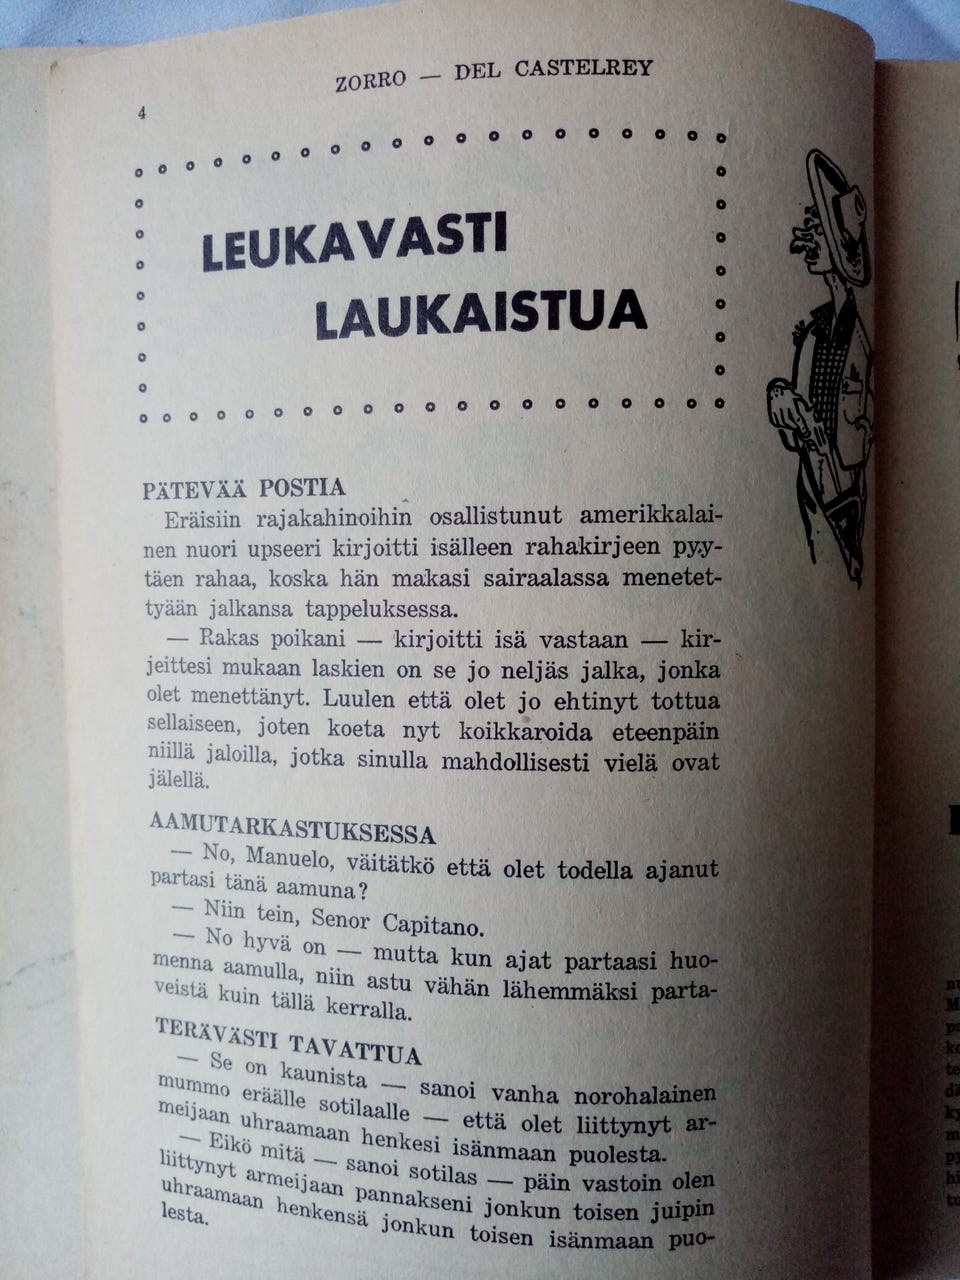 ZORRO — DEL CASTELREY
4
LEUKAVASTI
LAUKAISTUA
PÄTEVÄÄ POSTIA
Eräisiin rajakahinoihin osallistunut amerikkalai-
nen nuori upseeri kirjoitti isälleen rahakirjeen pyy-
täen rahaa, koska hän makasi sairaalassa menetet-
tyään jalkansa tappeluksessa.
— Rakas poikani — kirjoitti isä vastaan — kir-
jeittesi mukaan laskien on se jo neljäs jalka, jonka
olet menettänyt. Luulen että olet jo ehtinyt tottua
sellaiseen, joten koeta nyt koikkaroida eteenpäin
niillä jaloilla, jotka sinulla mahdollisesti vielä ovat
jälellä.
AAMUTARKASTUKSESSA
— No, Manuelo, väitätkö että olet todella ajanut
partasi tänä aamuna?
— Niin tein, Senor Capitano.
— No hyvä on — mutta kun ajat partaasi huo-
menna aamulla, niin astu vähän lähemmäksi parta-
veistä kuin tällä kerralla.
TERÄVÄSTI TAVATTUA
— Se on kaunista — sanoi vanha norohalainen
mummo eräälle sotilaalle — että olet liittynyt ar-
meijaan uhraamaan henkesi isänmaan puolesta.
— Eikö mitä — sanoi sotilas — päin vastoin olen
liittynyt armeijaan pannakseni jonkun toisen juipin
uhraamaan henkensä jonkun toisen isänmaan puo-
lesta.